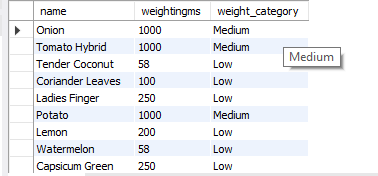 name weightingms weight_category
Onion 1000 Medium
Tomato Hybrid 1000 Medium
Medium
Tender Coconut 58 Low
Coriander Leaves 100 Low
Ladies Finger 250 Low
Potato 1000 Medium
Lemon 200 Low
Watermelon 58 Low
Capsicum Green 250 Low